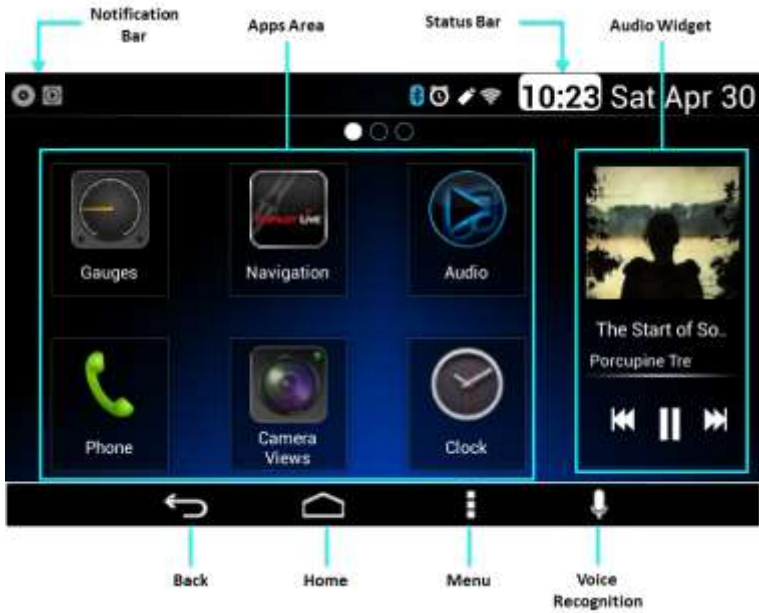 Notification
Bar
Apps Area
Status Bar
Audio Widget
10:23 Sat Apr 30
Gauges
Navigation
Audio
The Start of So..
Porcupine Tre
Phone
Camera
Views
Clock
Back
Home
Menu
Voice
Recognition